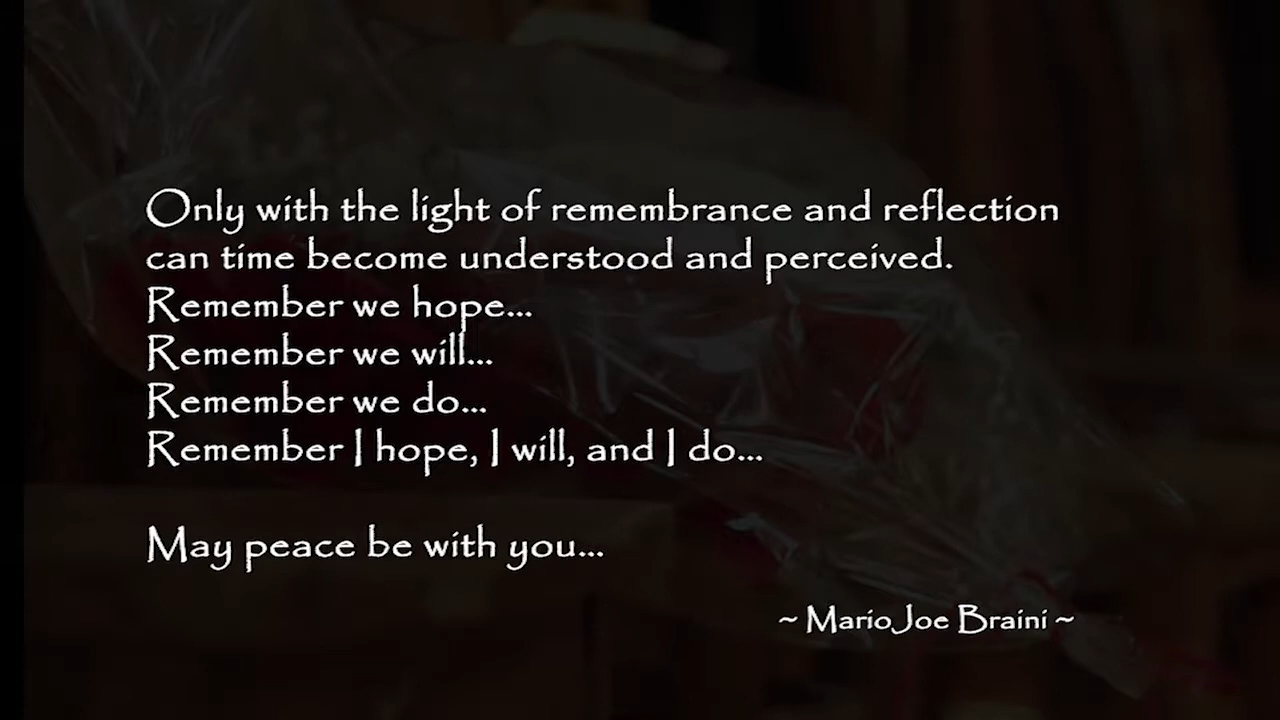 Only with the light of remembrance and reflection
can time become understood and perceived.
Remember we hope...
Remember we will...
Remember we do...
Remember I hope, I will, and I do...
May peace be with you...
~ MarioJoe Braini ~